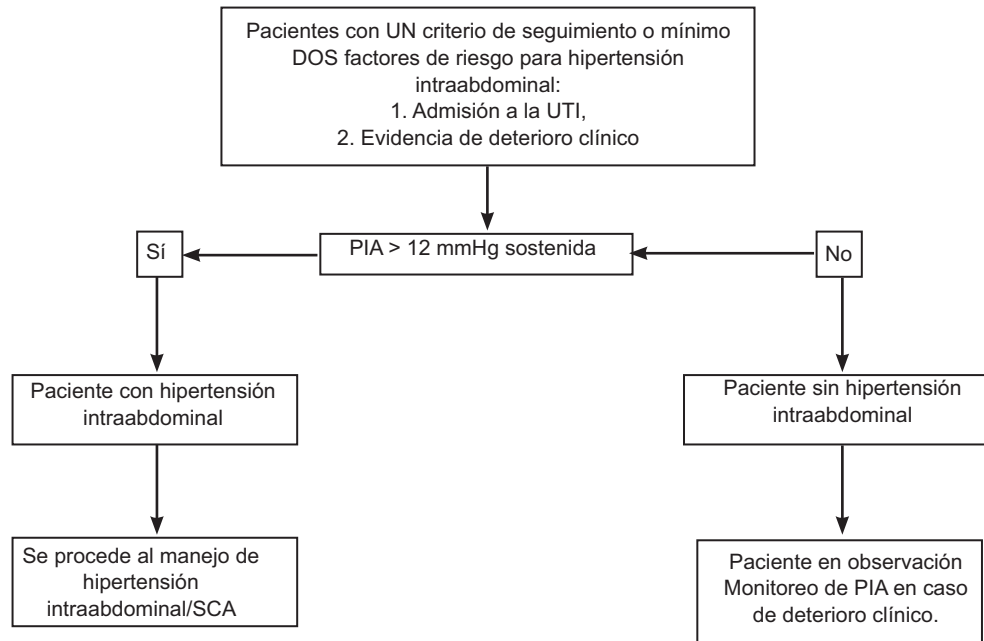 Pacientes con UN criterio de seguimiento o mínimo
DOS factores de riesgo para hipertensión
intraabdominal:
1. Admisión a la UTI,
2. Evidencia de deterioro clínico
Sí
PIA > 12 mmHg sostenida
No
Paciente con hipertensión
intraabdominal
Paciente sin hipertensión
intraabdominal
Se procede al manejo de
hipertensión
intraabdominal/SCA
Paciente en observación
Monitoreo de PIA en caso
de deterioro clínico.